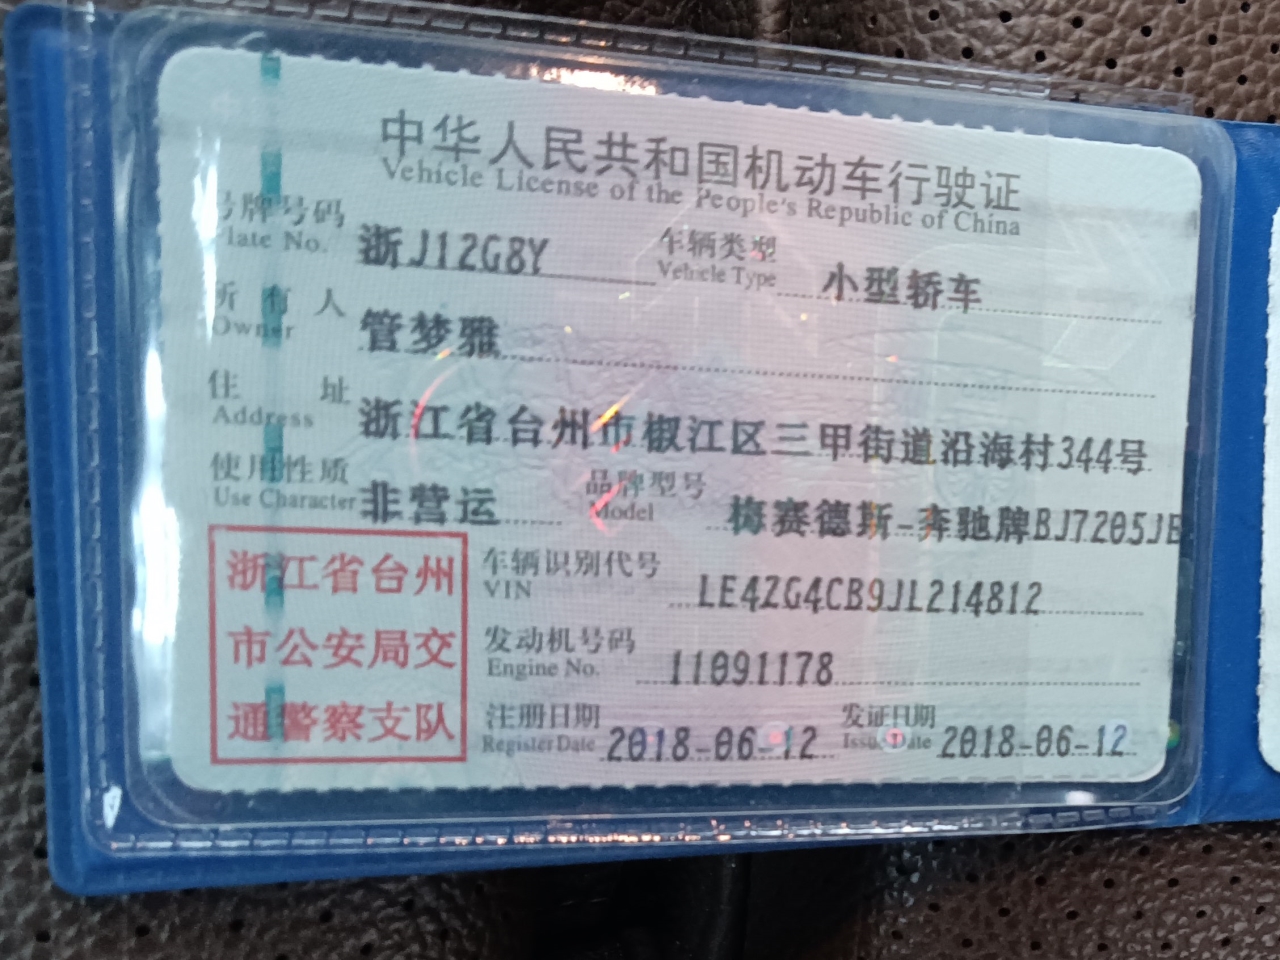 中华人民共和国机动车行驶证
Vehicle License of the People's Republic of China
号牌号码 浙J12G8Y 车辆类型 小型轿车
Plate No. Vehicle Type
所有人 管梦雅
Owner
住址 浙江省台州市椒江区三甲街道沿海村344号
Address
使用性质 非营运 品牌型号 梅赛德斯-奔驰牌BJ7205JE
Use Character Model
浙江省台州
市公安局交
通警察支队
车辆识别代号 LE4ZG4CB9JL214812
VIN
发动机号码 11091178
Engine No.
注册日期 2018-06-12 发证日期 2018-06-12
Register Date Issue Date